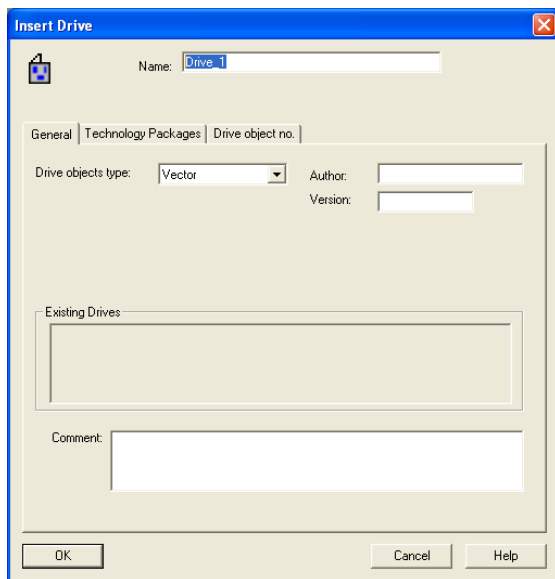 Insert Drive
Name: Drive_1
General Technology Packages Drive object no.
Drive objects type: Vector Author:
Version:
Existing Drives
Comment:
OK Cancel Help